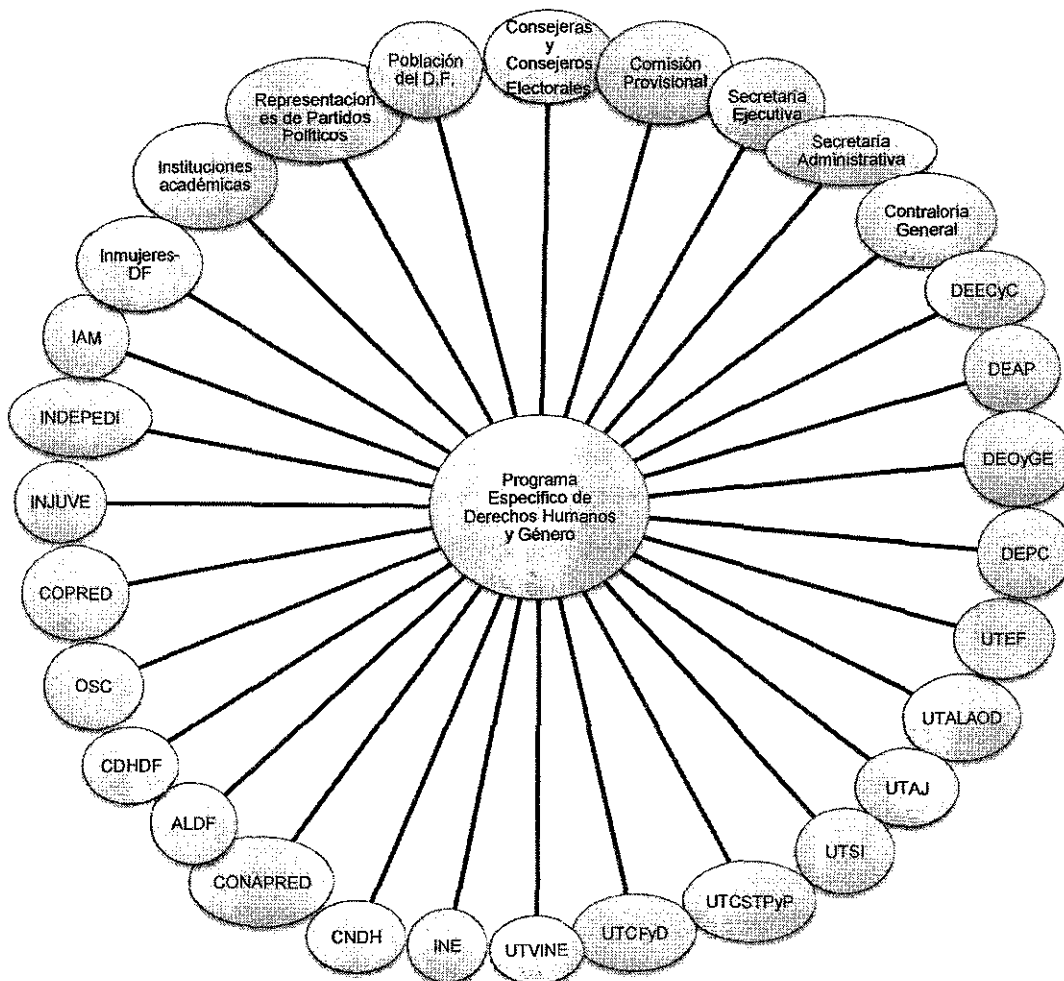 Consejeras
y
Consejeros
Electorales
Comisión
Provisional
Secretaría
Ejecutiva
Secretaría
Administrativa
Contraloría
General
DEECyC
DEAP
DEOyGE
DEPC
UTEF
UTALAOD
UTAJ
UTSI
UTCSTPyP
UTCFyD
UTVINE
INE
CNDH
CONAPRED
ALDF
CDHDF
OSC
COPRED
INJUVE
INDEPEDI
IAM
Inmujeres-
DF
Instituciones
académicas
Representacion
es de Partidos
Políticos
Población
del D.F.
Programa
Específico de
Derechos Humanos
y Género